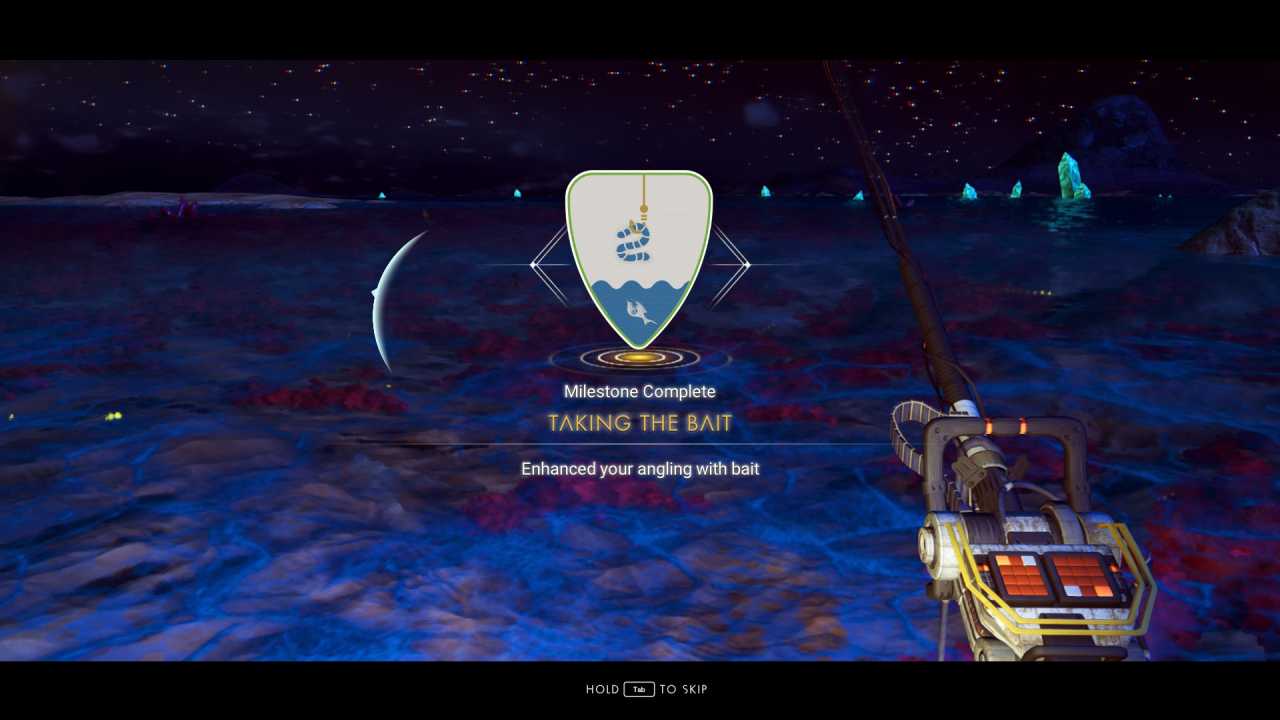 Milestone Complete
TAKING THE BAIT
Enhanced your angling with bait
HOLD Tab TO SKIP